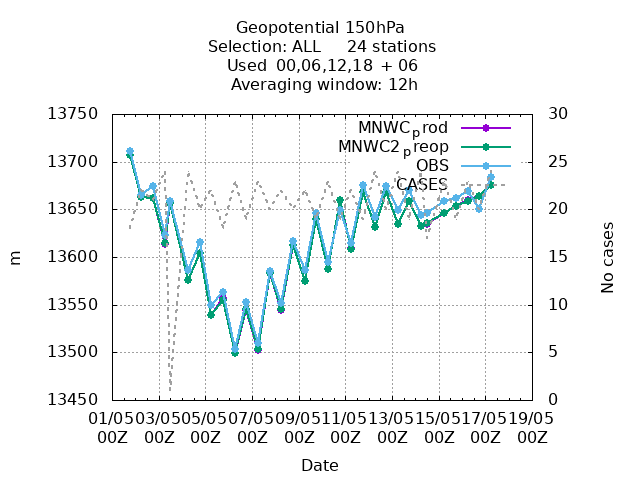 Geopotential 150hPa
Selection: ALL 24 stations
Used 00,06,12,18 + 06
Averaging window: 12h
13750 30
MNWC_prod
MNWC2_preop
13700 OBS 25
CASES
13650 20
13600 15
m
No cases
13550 10
13500 5
13450 0
01/05 03/05 05/05 07/05 09/05 11/05 13/05 15/05 17/05 19/05
00Z 00Z 00Z 00Z 00Z 00Z 00Z 00Z 00Z 00Z
Date